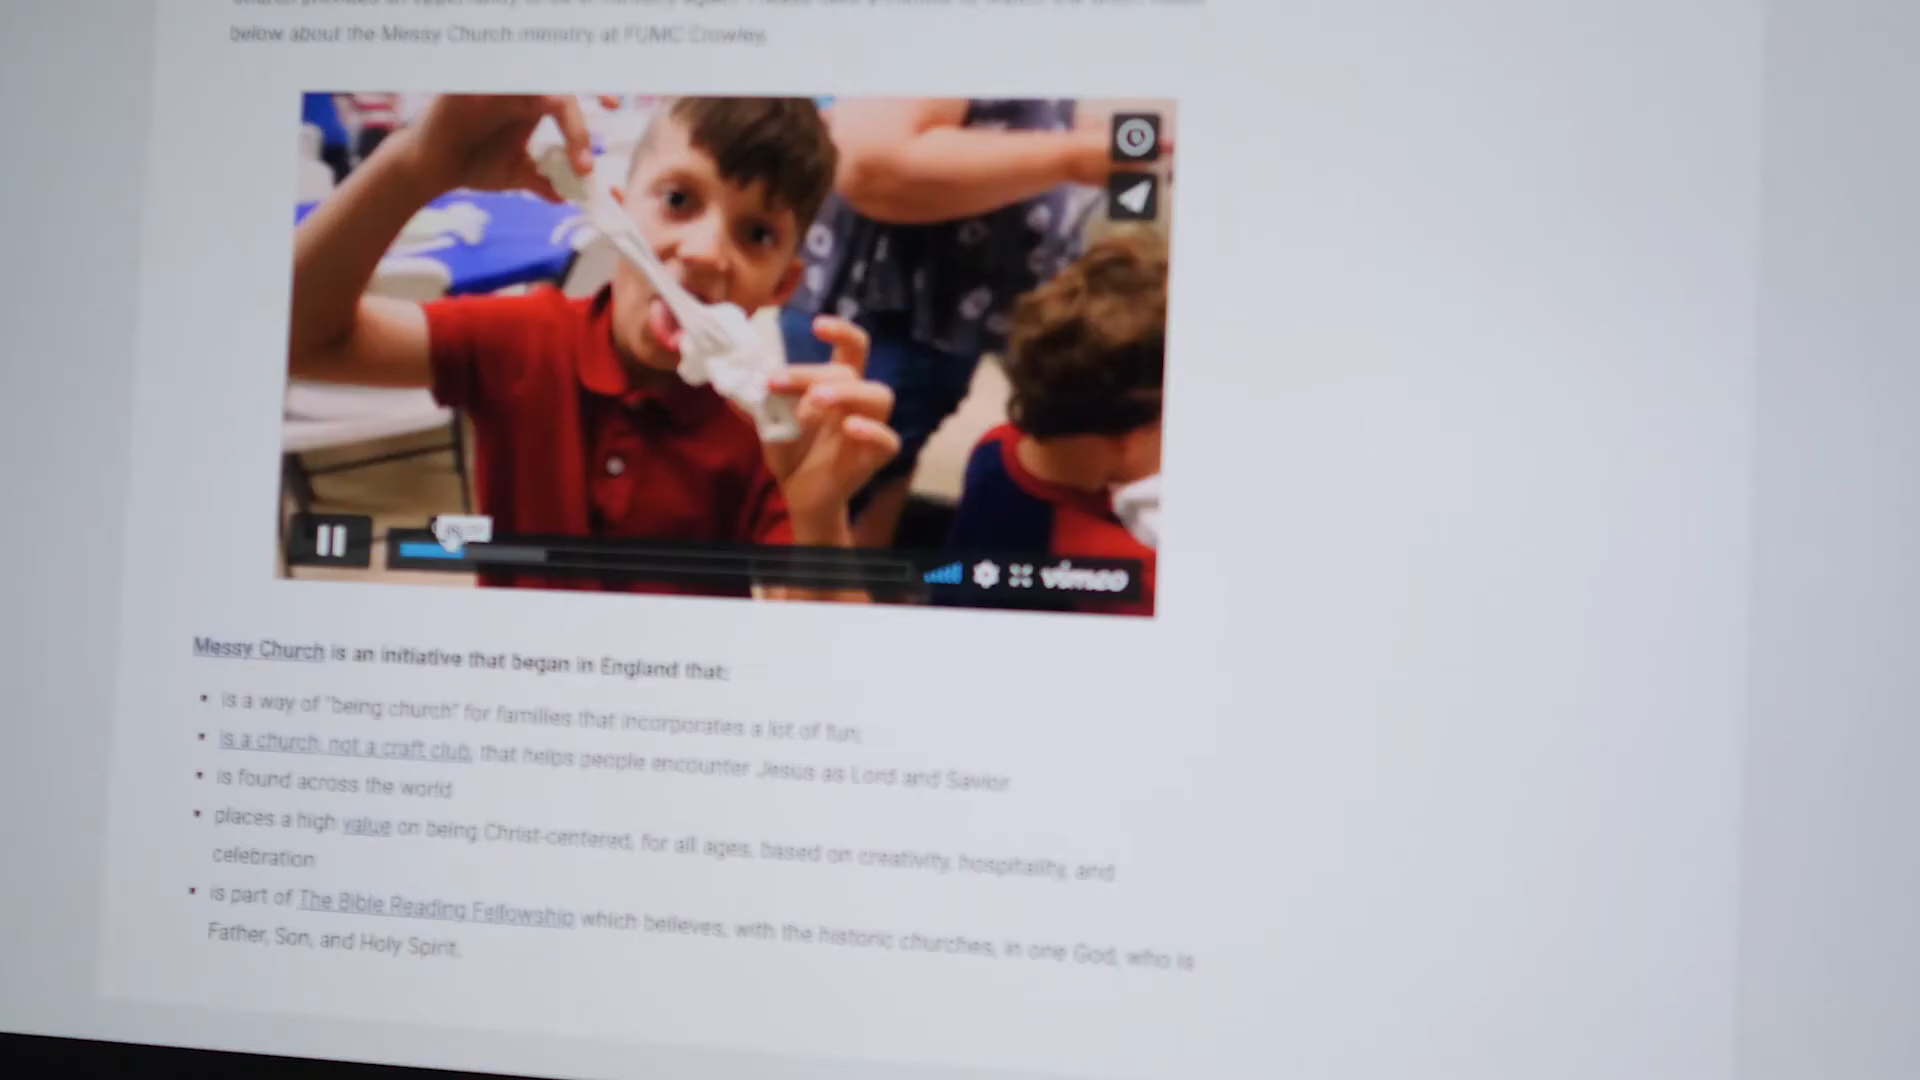 below about the Messy Church ministry at FUMC Crowley.
vimeo
Messy Church is an initiative that began in England that:
is a way of "being church" for families that incorporates a lot of fun;
is a church, not a craft club, that helps people encounter Jesus as Lord and Savior
is found across the world
places a high value on being Christ-centered, for all ages, based on creativity, hospitality, and
celebration
is part of The Bible Reading Fellowship which believes, with the historic churches, in one God, who is
Father, Son, and Holy Spirit.